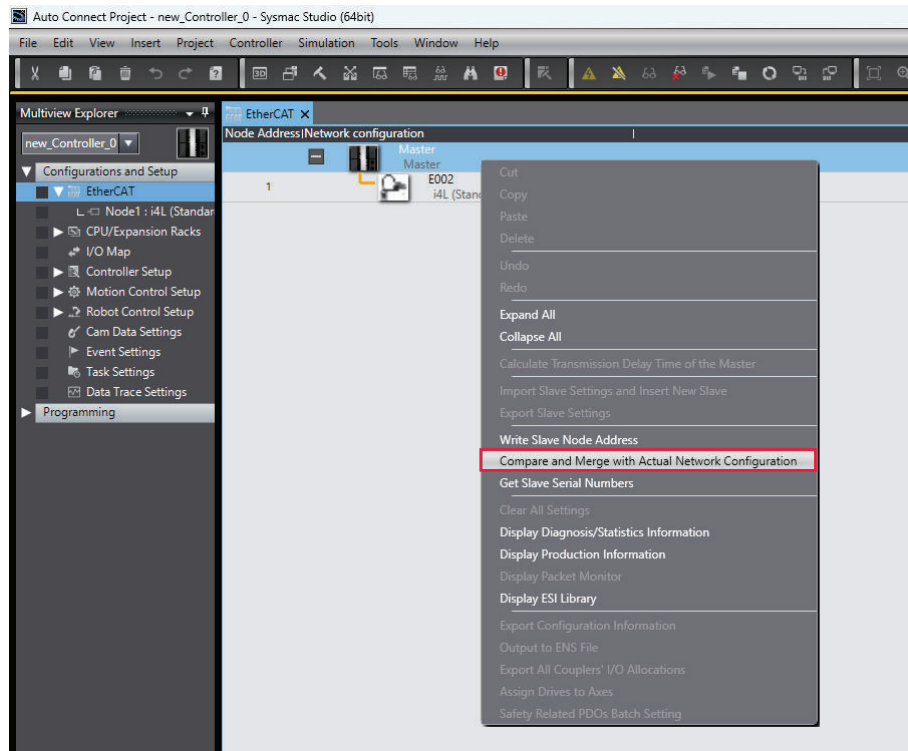 Auto Connect Project - new_Controller_0 - Sysmac Studio (64bit)
File Edit View Insert Project Controller Simulation Tools Window Help
3D
Multiview Explorer
new_Controller_0
Configurations and Setup
EtherCAT
Node1 : i4L (Standar
CPU/Expansion Racks
I/O Map
Controller Setup
Motion Control Setup
Robot Control Setup
Cam Data Settings
Event Settings
Task Settings
Data Trace Settings
Programming
EtherCAT
Node Address|Network configuration
Master
Master
1
E002
i4L (Stand
Cut
Copy
Paste
Delete
Undo
Redo
Expand All
Collapse All
Calculate Transmission Delay Time of the Master
Import Slave Settings and Insert New Slave
Export Slave Settings
Write Slave Node Address
Compare and Merge with Actual Network Configuration
Get Slave Serial Numbers
Clear All Settings
Display Diagnosis/Statistics Information
Display Production Information
Display Packet Monitor
Display ESI Library
Export Configuration Information
Output to ENS File
Export All Couplers' I/O Allocations
Assign Drives to Axes
Safety Related PDOs Batch Setting